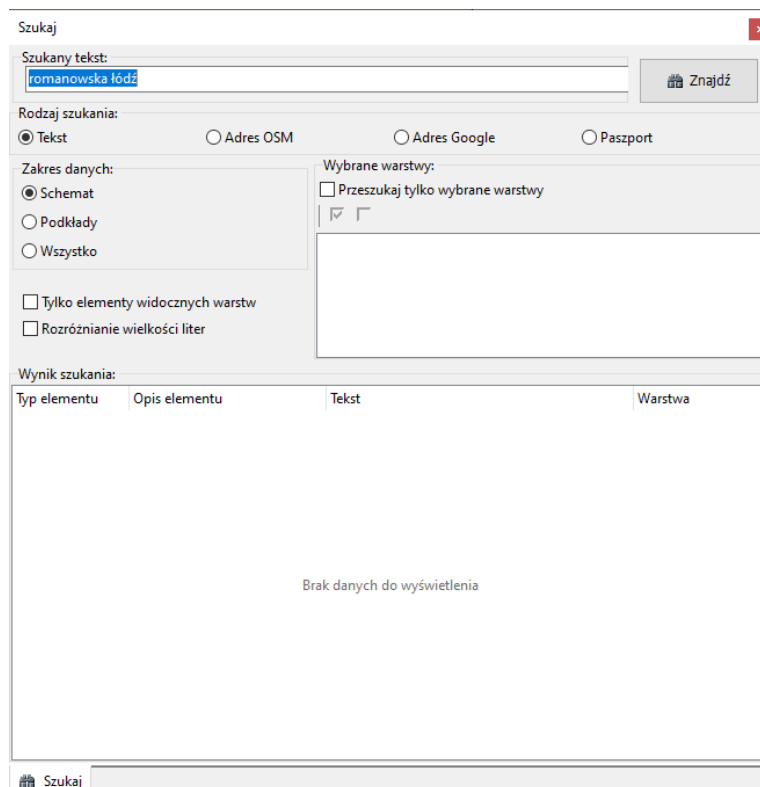 Szukaj
Szukany tekst:
romanowska łódź
Znajdź
Rodzaj szukania:
Tekst Adres OSM Adres Google Paszport
Zakres danych:
Schemat
Podkłady
Wszystko
Wybrane warstwy:
Przeszukaj tylko wybrane warstwy
Tylko elementy widocznych warstw
Rozróżnianie wielkości liter
Wynik szukania:
Typ elementu Opis elementu Tekst Warstwa
Brak danych do wyświetlenia
Szukaj